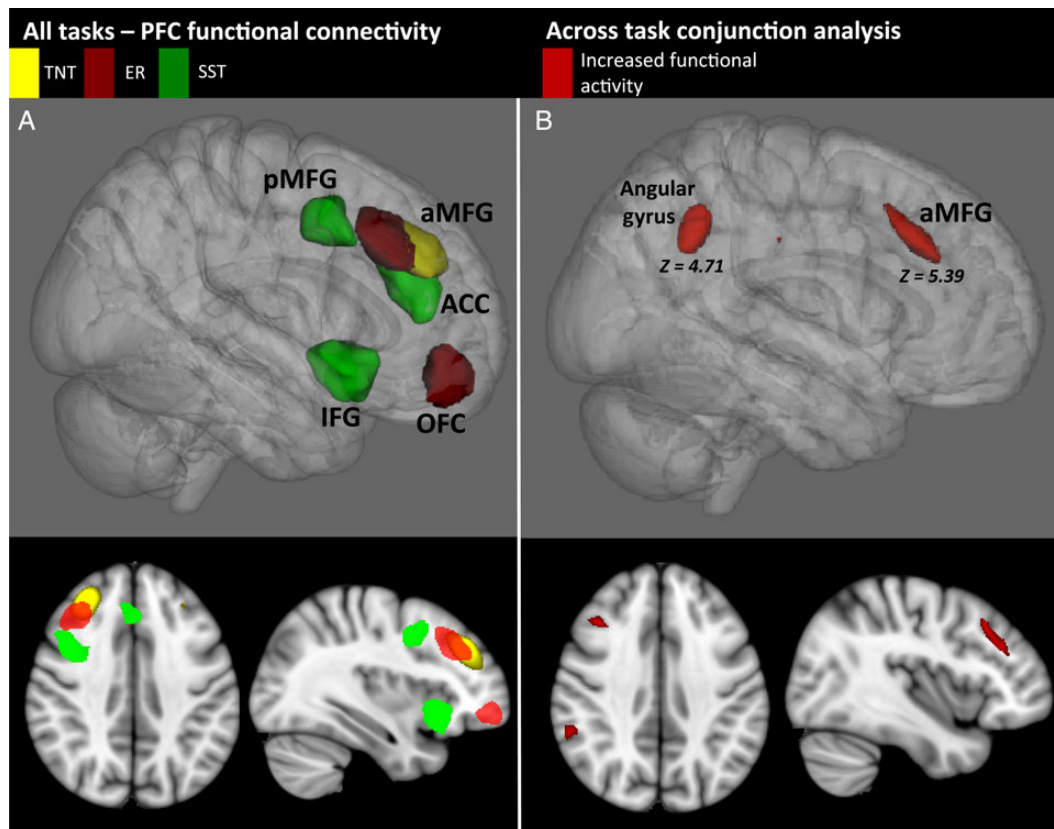 All tasks – PFC functional connectivity
TNT
ER
SST
A
pMFG
aMFG
ACC
IFG
OFC
Across task conjunction analysis
Increased functional
activity
B
Angular
gyrus
Z = 4.71
aMFG
Z = 5.39